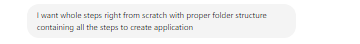 I want whole steps right from scratch with proper folder structure
containing all the steps to create application